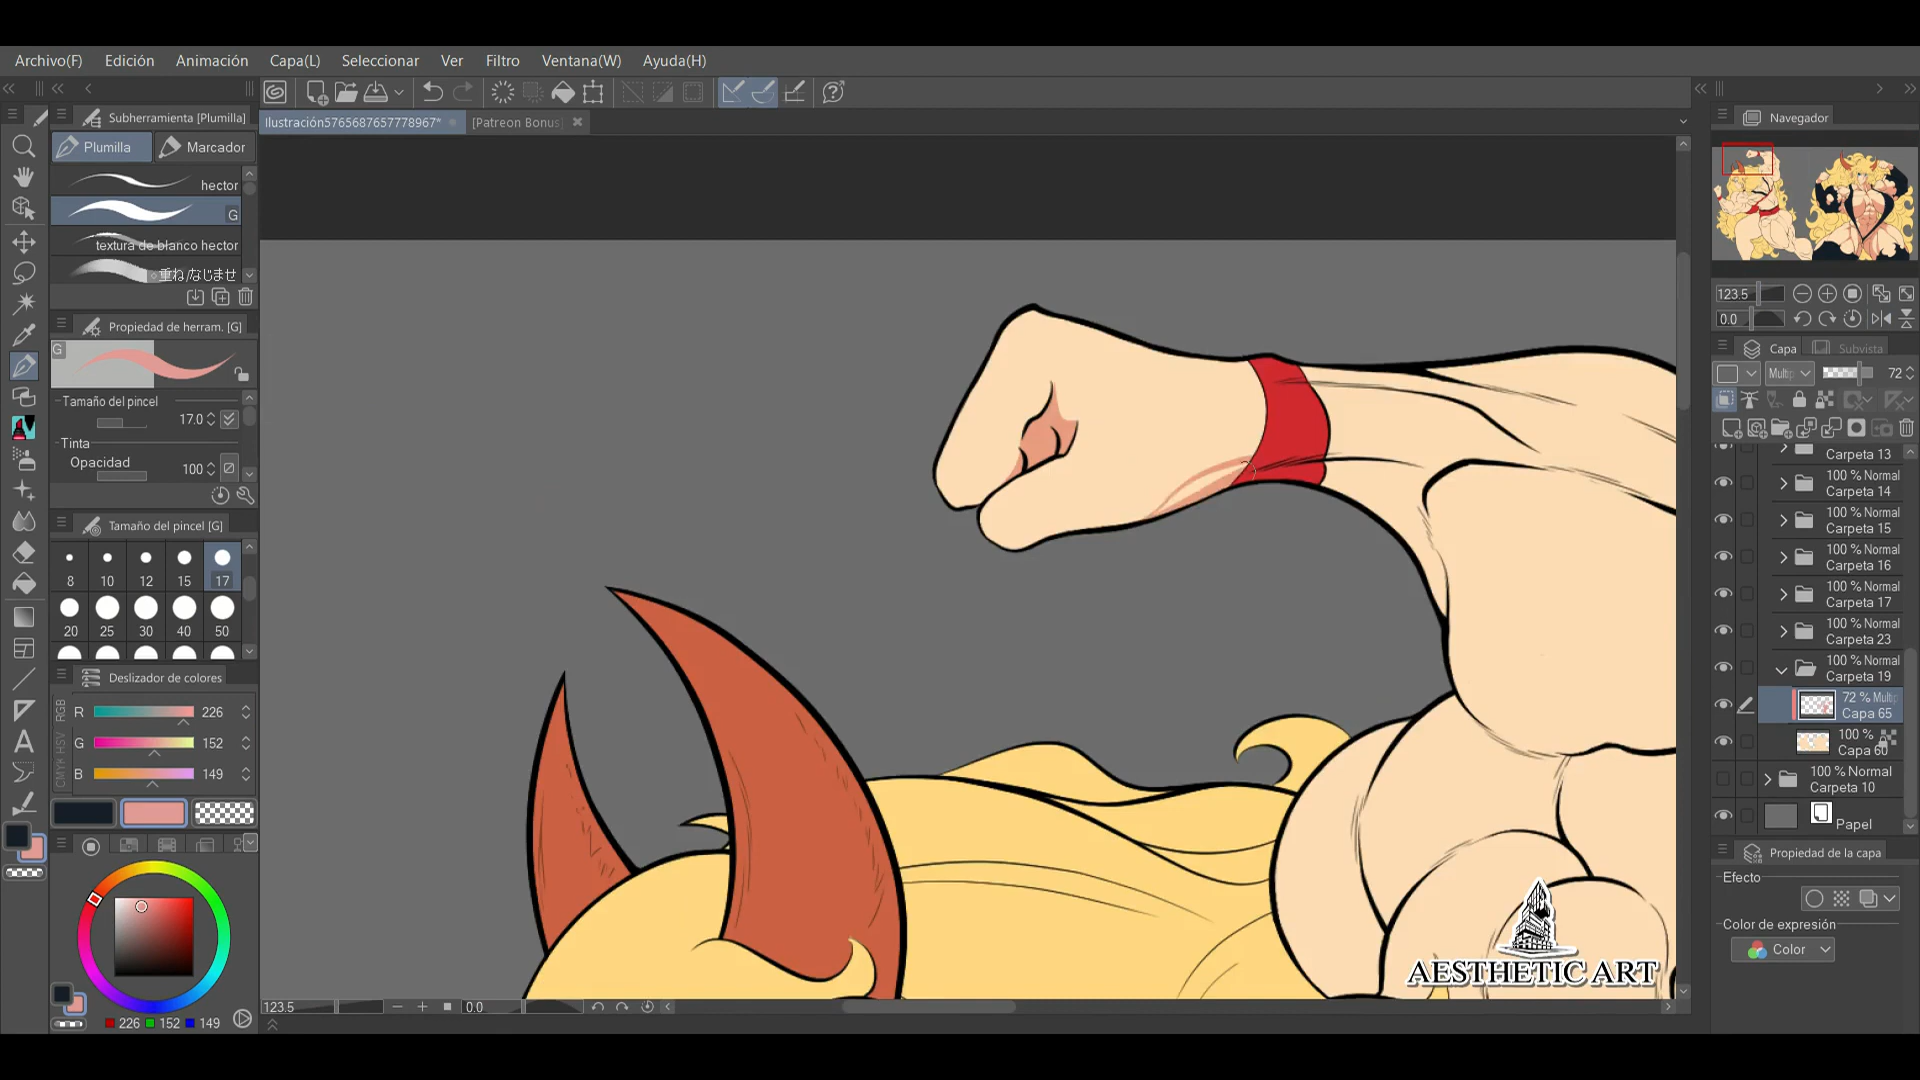 Archivo(F) Edición Animación Capa(L) Seleccionar Ver Filtro Ventana(W) Ayuda(H)
Subherramienta [Plumilla]
Plumilla Marcador
hector
G
textura de blanco hector
重ね/なじませ
Propiedad de herram. [G]
G
Tamaño del pincel
17.0
Tinta
Opacidad 100
Tamaño del pincel [G]
8 10 12 15 17
20 25 30 40 50
Deslizador de colores
RGB
HSV
CMYK
R 226
G 152
B 149
226 152 149
Ilustración5765687657778967* [Patreon Bonus
123.5 0.0
AESTHETIC ART
Navegador
123.5
0.0
Capa Subvista
Multip 72
Carpeta 13
100 % Normal
Carpeta 14
100 % Normal
Carpeta 15
100 % Normal
Carpeta 16
100 % Normal
Carpeta 17
100 % Normal
Carpeta 23
100 % Normal
Carpeta 19
72 % Multip
Capa 65
100 %
Capa 60
100 % Normal
Carpeta 10
Papel
Propiedad de la capa
Efecto
Color de expresión
Color